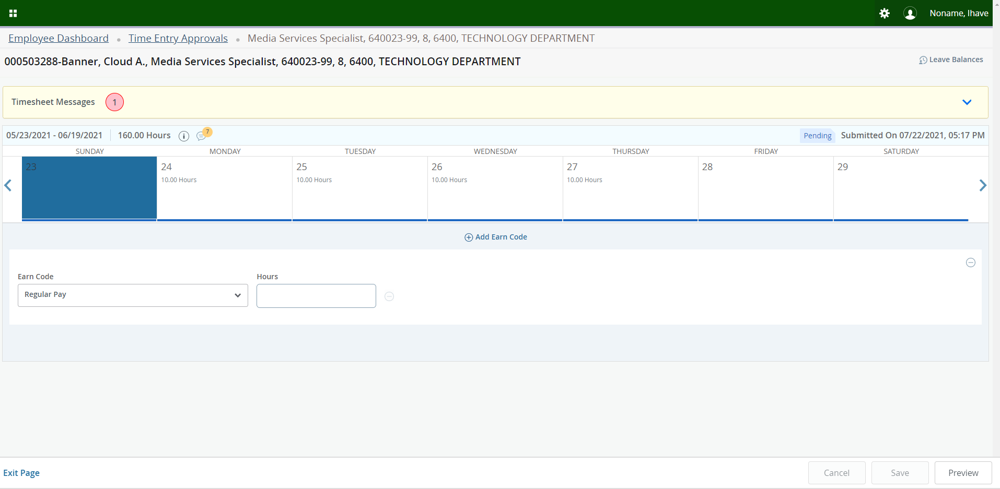 Noname, Ihave
Employee Dashboard • Time Entry Approvals • Media Services Specialist, 640023-99, 8, 6400, TECHNOLOGY DEPARTMENT
000503288-Banner, Cloud A., Media Services Specialist, 640023-99, 8, 6400, TECHNOLOGY DEPARTMENT
Leave Balances
Timesheet Messages 1
05/23/2021 - 06/19/2021 160.00 Hours 7 Pending Submitted On 07/22/2021, 05:17 PM
SUNDAY MONDAY TUESDAY WEDNESDAY THURSDAY FRIDAY SATURDAY
23 24 25 26 27 28 29
10.00 Hours 10.00 Hours 10.00 Hours 10.00 Hours
Add Earn Code
Earn Code Hours
Regular Pay
Exit Page Cancel Save Preview